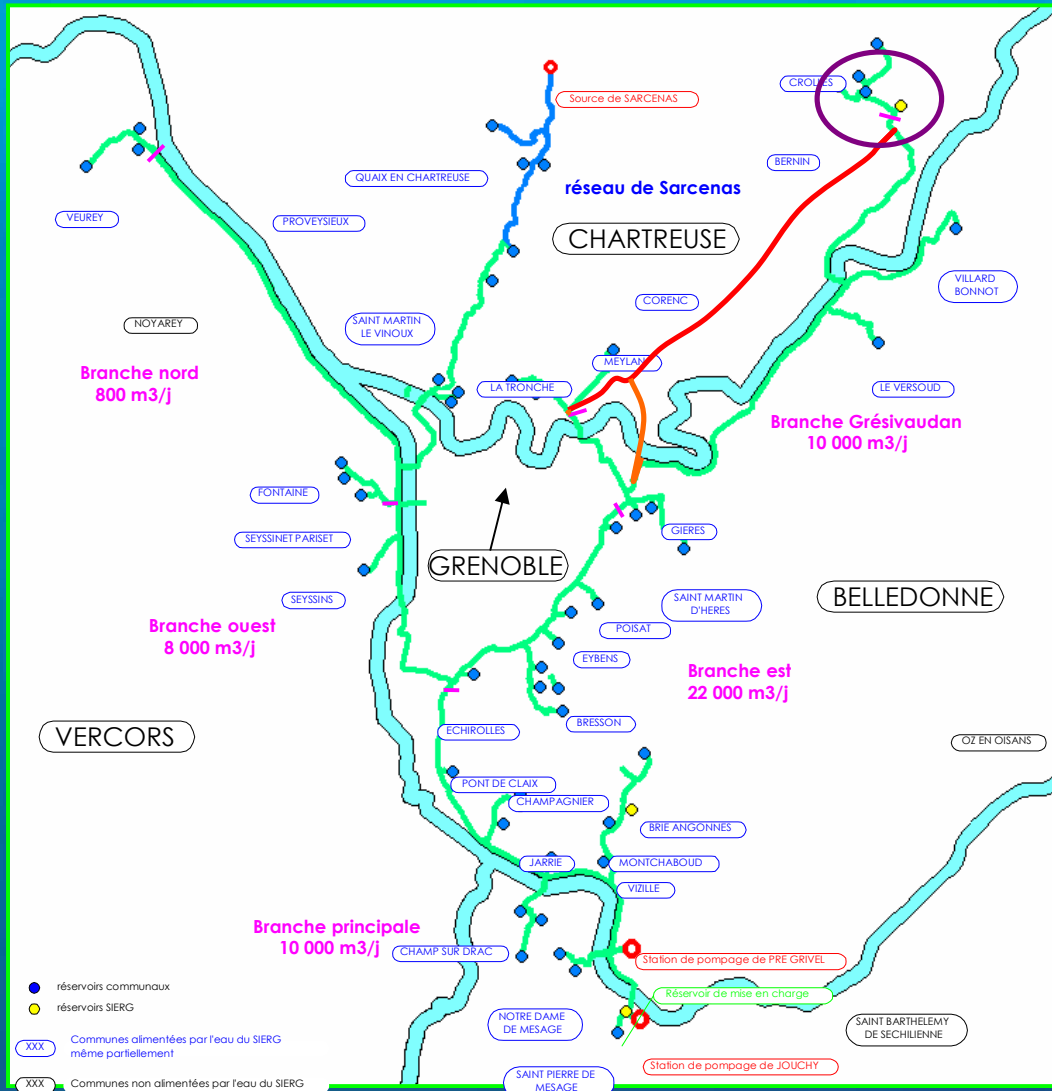 CROLLES
Source de SARCENAS
BERNIN
QUAIX EN CHARTREUSE
réseau de Sarcenas
VEUREY
PROVEYSIEUX
CHARTREUSE
VILLARD
BONNOT
CORENC
NOYAREY
SAINT MARTIN
LE VINOUX
MEYLAN
Branche nord
800 m3/j
LA TRONCHE
LE VERSOUD
Branche Grésivaudan
10 000 m3/j
FONTAINE
SEYSSINET PARISET
GIERES
GRENOBLE
SEYSSINS
SAINT MARTIN
D'HERES
BELLEDONNE
Branche ouest
8 000 m3/j
POISAT
EYBENS
Branche est
22 000 m3/j
BRESSON
ECHIROLLES
VERCORS
OZ EN OISANS
PONT DE CLAIX
CHAMPAGNIER
BRIE ANGONNES
JARRIE
MONTCHABOUD
VIZILLE
Branche principale
10 000 m3/j
CHAMP SUR DRAC
Station de pompage de PRE GRIVEL
Réservoir de mise en charge
NOTRE DAME
DE MESAGE
SAINT BARTHELEMY
DE SECHILIENNE
Station de pompage de JOUCHY
SAINT PIERRE DE
MESAGE
réservoirs communaux
réservoirs SIERG
XXX Communes alimentées par l'eau du SIERG
même partiellement
XXX Communes non alimentées par l'eau du SIERG